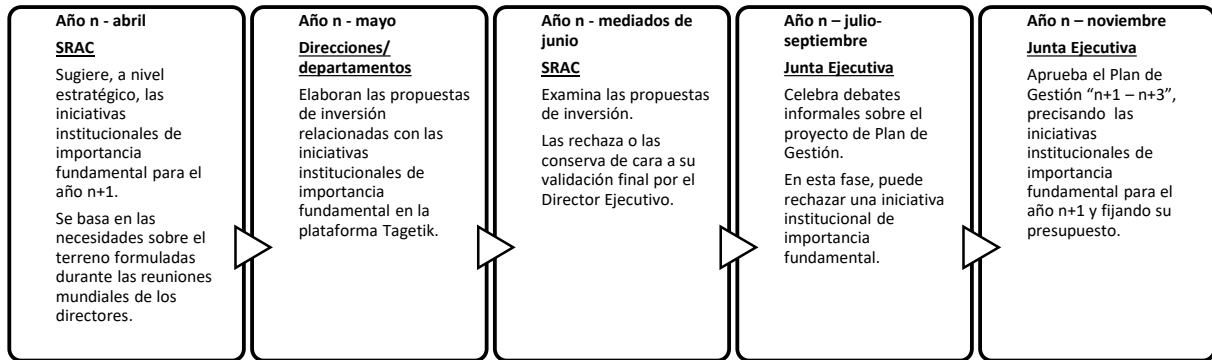 Año n - abril
SRAC
Sugiere, a nivel
estratégico, las
iniciativas
institucionales de
importancia
fundamental para el
año n+1.
Se basa en las
necesidades sobre el
terreno formuladas
durante las reuniones
mundiales de los
directores.
Año n - mayo
Direcciones/
departamentos
Elaboran las propuestas
de inversión
relacionadas con las
iniciativas
institucionales de
importancia
fundamental en la
plataforma Tagetik.
Año n - mediados de
junio
SRAC
Examina las propuestas
de inversión.
Las rechaza o las
conserva de cara a su
validación final por el
Director Ejecutivo.
Año n – julio-
septiembre
Junta Ejecutiva
Celebra debates
informales sobre el
proyecto de Plan de
Gestión.
En esta fase, puede
rechazar una iniciativa
institucional de
importancia
fundamental.
Año n – noviembre
Junta Ejecutiva
Aprueba el Plan de
Gestión “n+1 – n+3”,
precisando las
iniciativas
institucionales de
importancia
fundamental para el
año n+1 y fijando su
presupuesto.